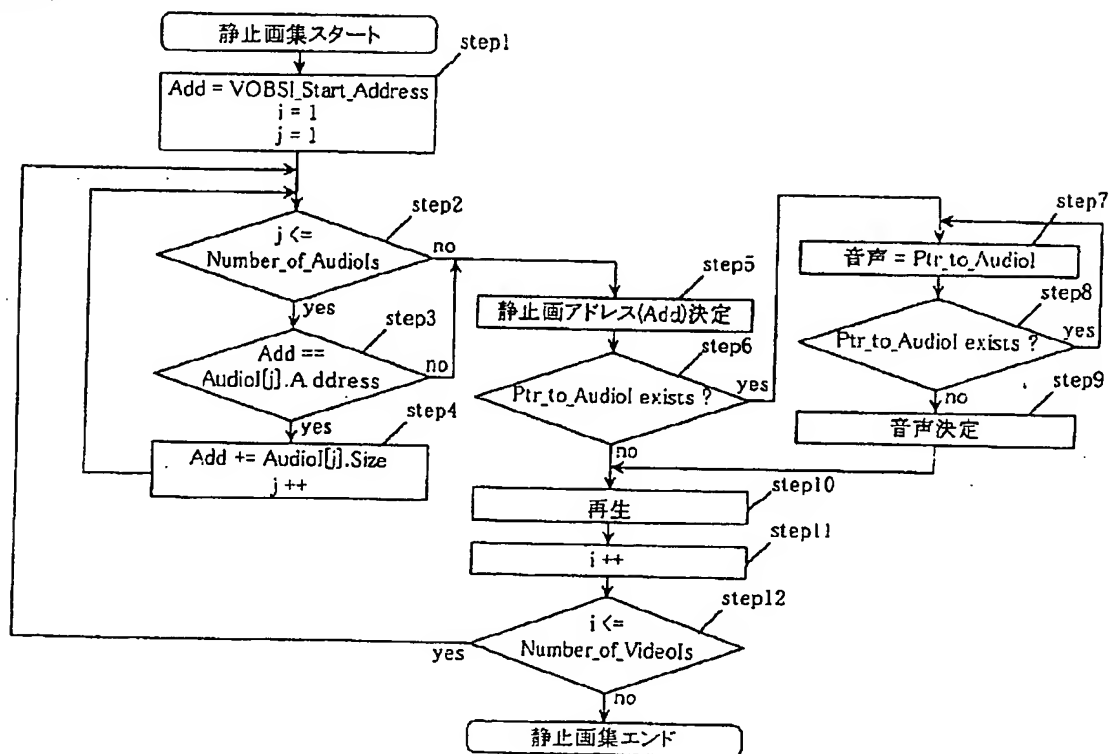 静止画集スタート
step1
Add = VOBSI_Start_Address
i = 1
j = 1
step2
j <=
Number_of_AudioIs
no
yes
step3
Add ==
AudioI[j].Address
no
yes
step4
Add += AudioI[j].Size
j ++
step5
静止画アドレス(Add)決定
step6
Ptr_to_AudioI exists ?
yes
no
step7
音声 = Ptr_to_AudioI
step8
Ptr_to_AudioI exists ?
yes
no
step9
音声決定
step10
再生
step11
i ++
step12
i <=
Number_of_VideoIs
yes
no
静止画集エンド